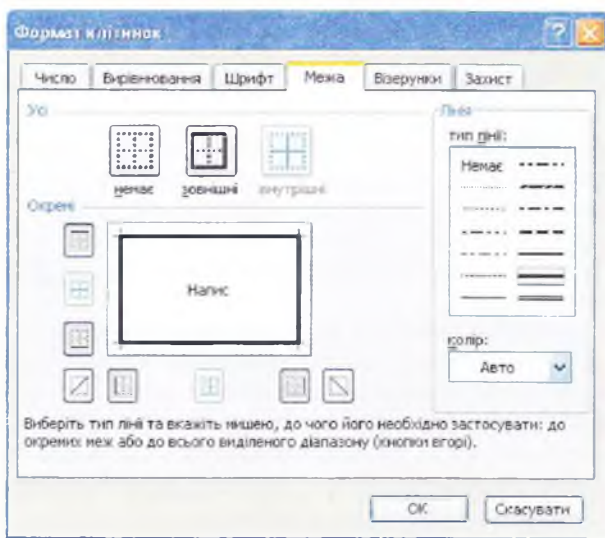 Формат клітинок
Число Вирівнювання Шрифт Межа Візерунки Захист
Усі
немає зовнішні внутрішні
Окремі
Напис
Лінія
тип лінії:
Немає
колір:
Авто
Виберіть тип лінії та вкажіть мишею, до чого його необхідно застосувати: до
окремих меж або до всього виділеного діапазону (кнопки вгорі).
ОК Скасувати